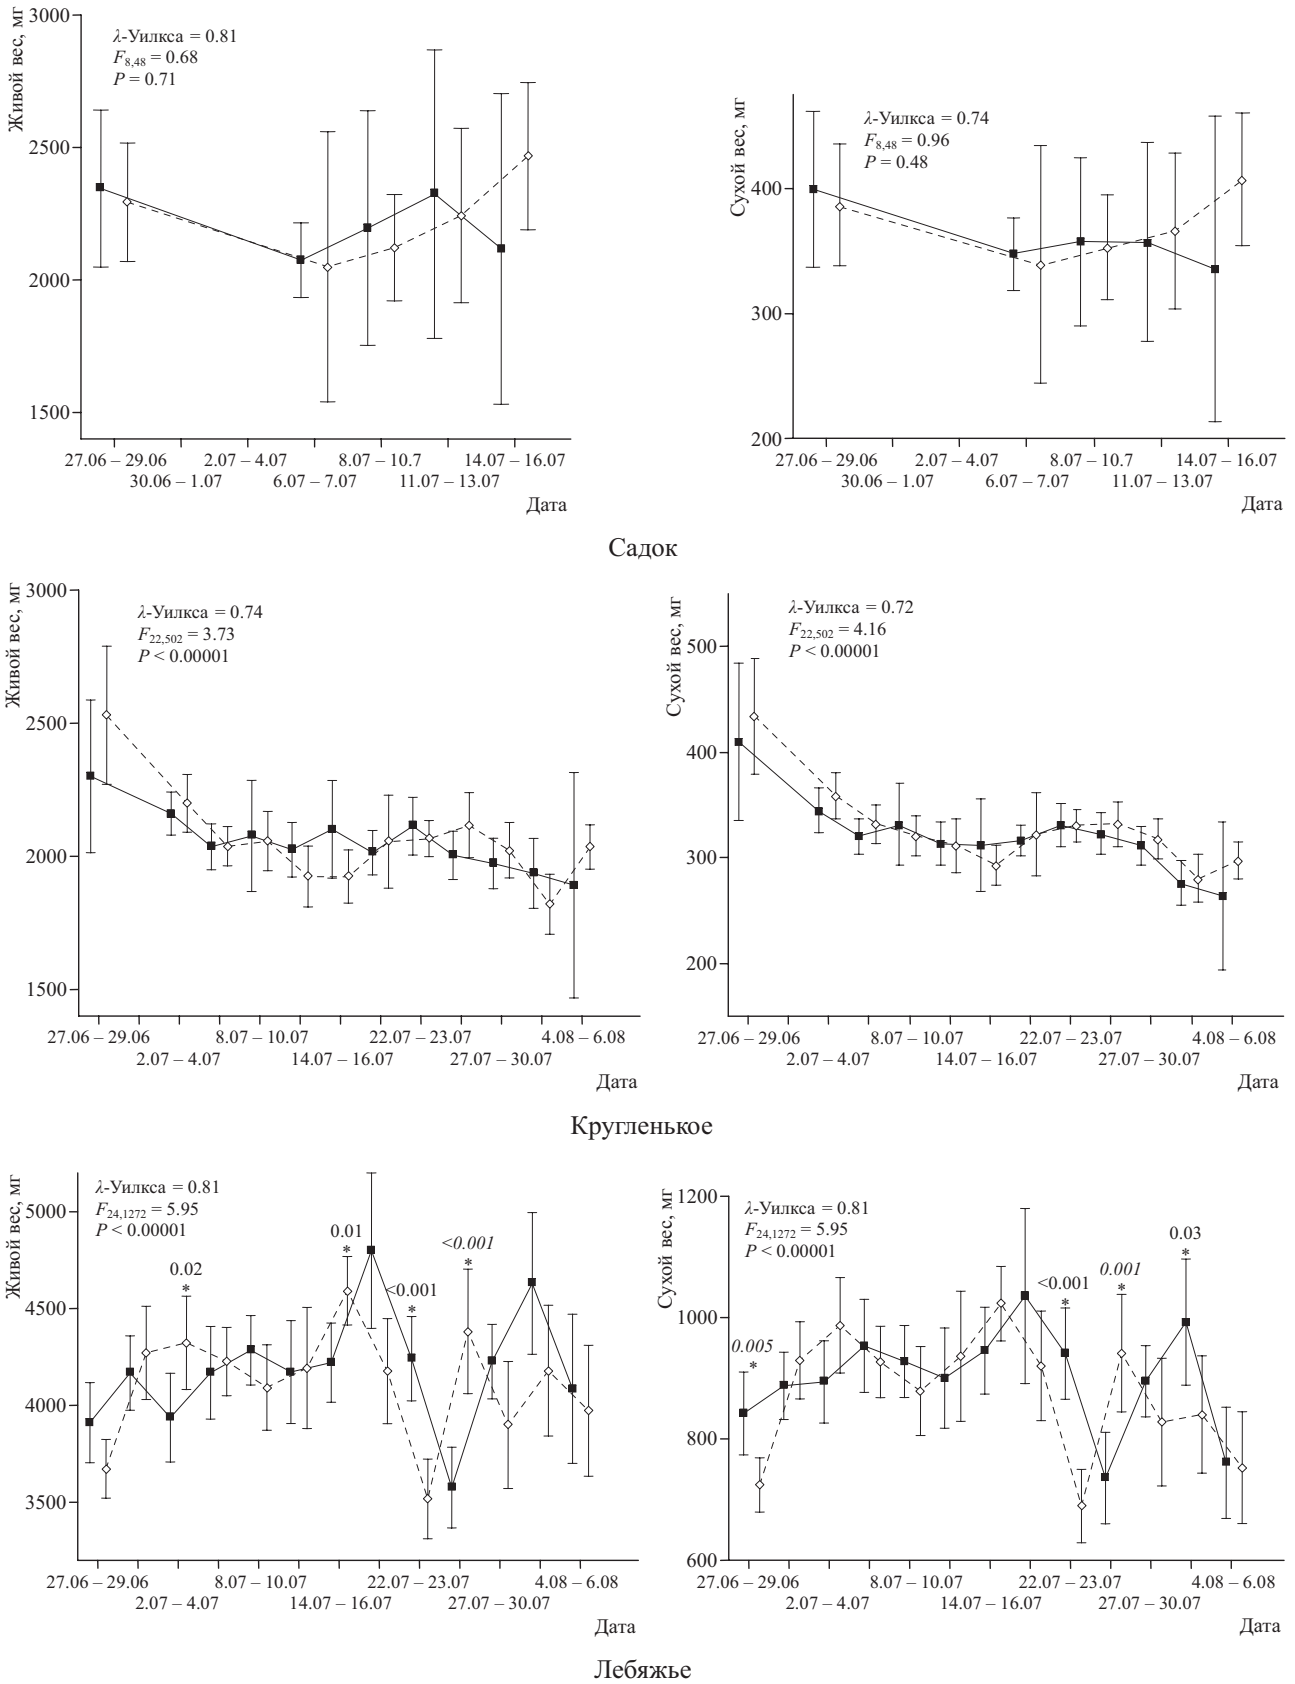 Живой вес, мг
3000
2500
2000
1500
λ-Уилкса = 0.81
F8,48 = 0.68
P = 0.71
27.06 – 29.06
2.07 – 4.07
8.07 – 10.7
14.07 – 16.07
30.06 – 1.07
6.07 – 7.07
11.07 – 13.07
Дата
Сухой вес, мг
400
300
200
λ-Уилкса = 0.74
F8,48 = 0.96
P = 0.48
27.06 – 29.06
2.07 – 4.07
8.07 – 10.7
14.07 – 16.07
30.06 – 1.07
6.07 – 7.07
11.07 – 13.07
Дата
Садок
Живой вес, мг
3000
2500
2000
1500
λ-Уилкса = 0.74
F22,502 = 3.73
P < 0.00001
27.06 – 29.06
8.07 – 10.07
22.07 – 23.07
4.08 – 6.08
2.07 – 4.07
14.07 – 16.07
27.07 – 30.07
Дата
Сухой вес, мг
500
400
300
200
λ-Уилкса = 0.72
F22,502 = 4.16
P < 0.00001
27.06 – 29.06
8.07 – 10.07
22.07 – 23.07
4.08 – 6.08
2.07 – 4.07
14.07 – 16.07
27.07 – 30.07
Дата
Кругленькое
Живой вес, мг
5000
4500
4000
3500
λ-Уилкса = 0.81
F24,1272 = 5.95
P < 0.00001
0.02
*
0.01
*
<0.001
*
<0.001
*
27.06 – 29.06
8.07 – 10.07
22.07 – 23.07
4.08 – 6.08
2.07 – 4.07
14.07 – 16.07
27.07 – 30.07
Дата
Сухой вес, мг
1200
1000
800
600
λ-Уилкса = 0.81
F24,1272 = 5.95
P < 0.00001
0.005
*
<0.001
*
0.001
*
0.03
*
27.06 – 29.06
8.07 – 10.07
22.07 – 23.07
4.08 – 6.08
2.07 – 4.07
14.07 – 16.07
27.07 – 30.07
Дата
Лебяжье